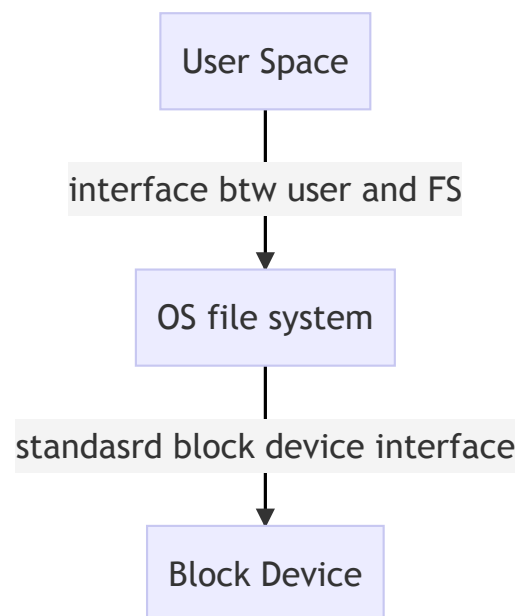 User Space
interface btw user and FS
OS file system
standasrd block device interface
Block Device